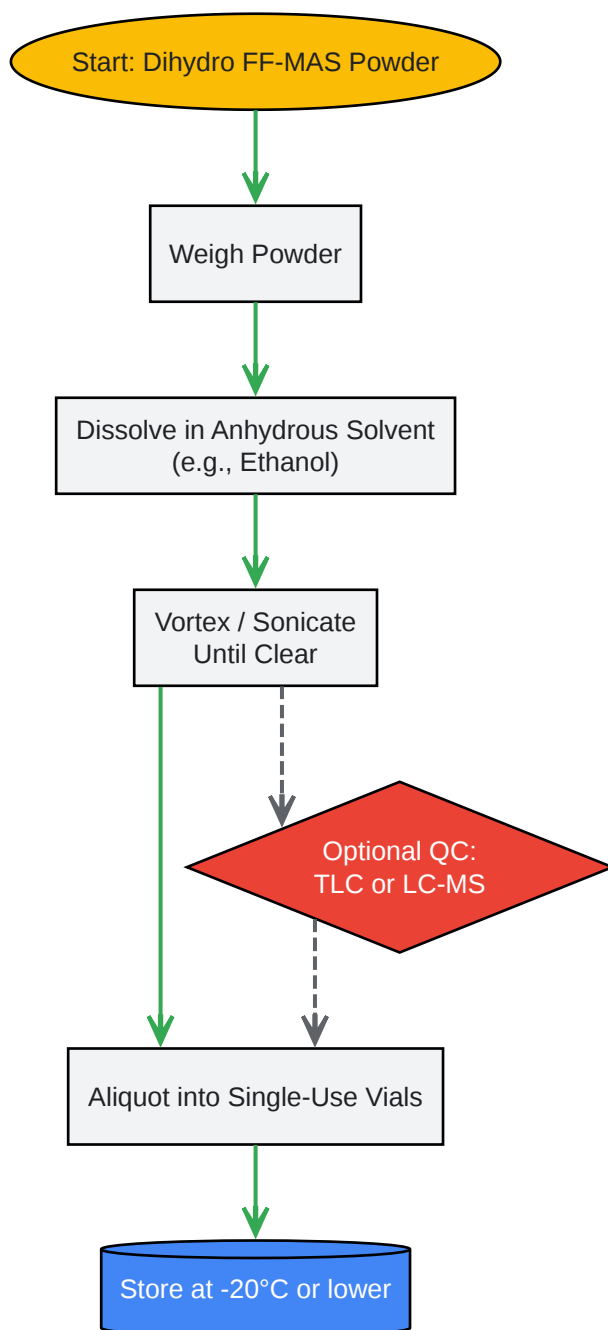 Start: Dihydro FF-MAS Powder
Weigh Powder
Dissolve in Anhydrous Solvent
(e.g., Ethanol)
Vortex / Sonicate
Until Clear
Optional QC:
TLC or LC-MS
Aliquot into Single-Use Vials
Store at -20°C or lower